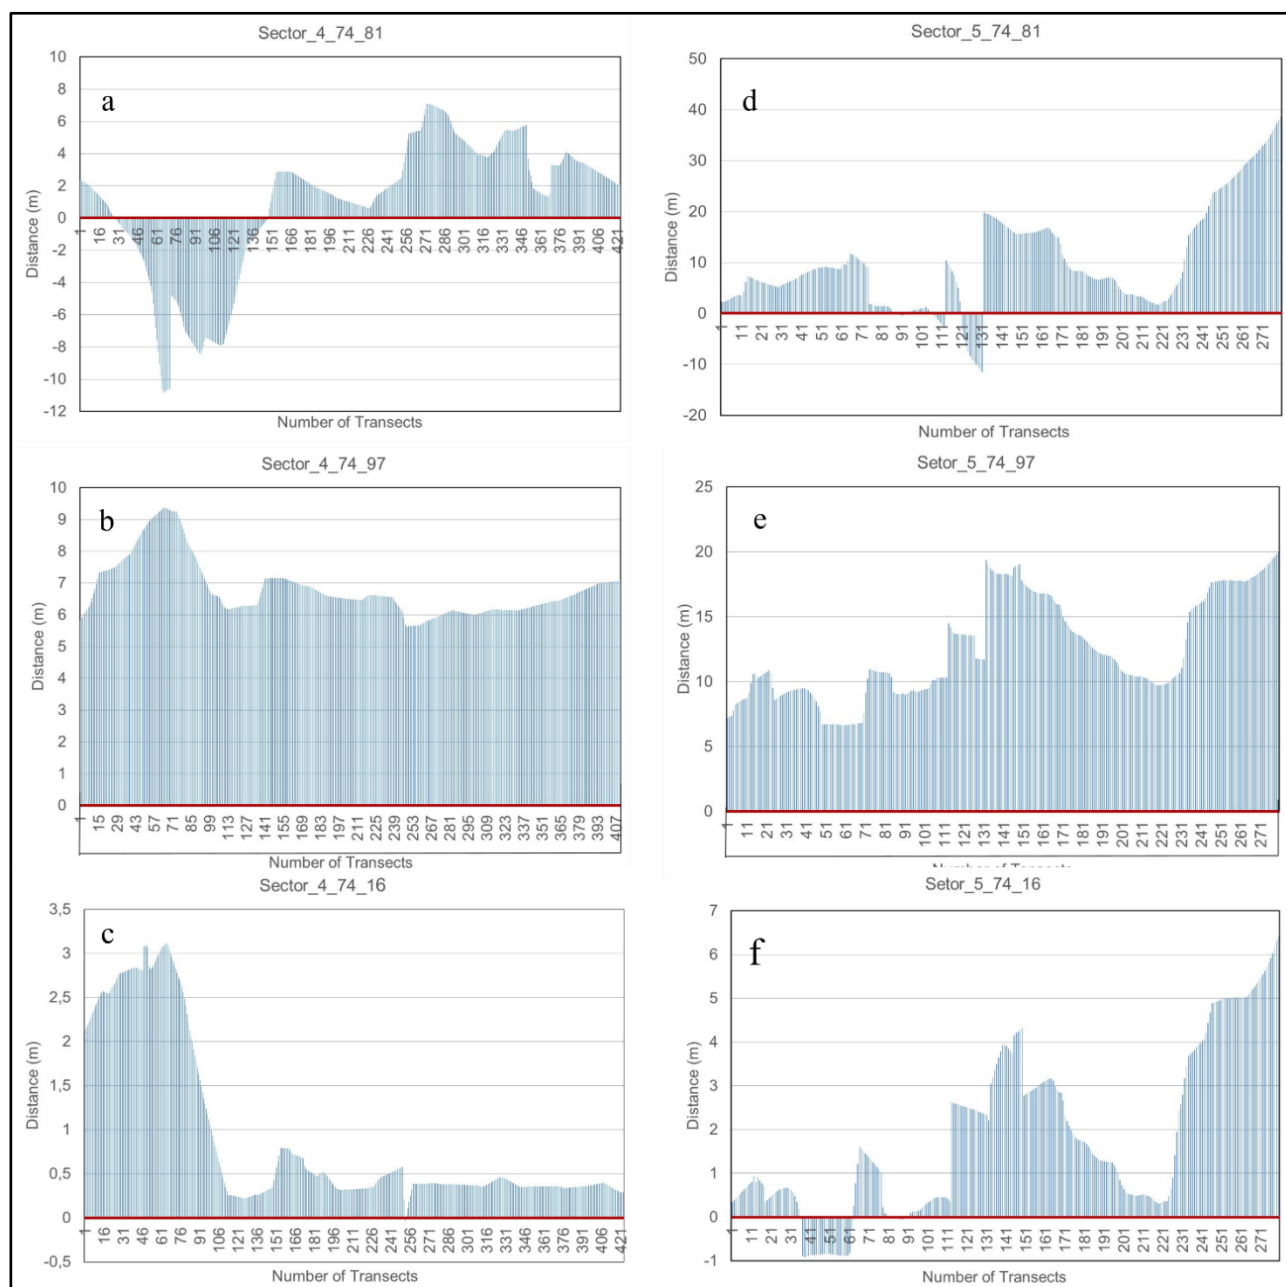 Sector_4_74_81
a
10
8
6
4
2
0
-2
-4
-6
-8
-10
-12
Distance (m)
1 16 31 46 61 76 91 106 121 136 151 166 181 196 211 226 241 256 271 286 301 316 331 346 361 376 391 406 421
Number of Transects
Sector_5_74_81
d
50
40
30
20
10
0
-10
-20
Distance (m)
1 11 21 31 41 51 61 71 81 91 101 111 121 131 141 151 161 171 181 191 201 211 221 231 241 251 261 271
Number of Transects
Sector_4_74_97
b
10
9
8
7
6
5
4
3
2
1
0
Distance (m)
1 15 29 43 57 71 85 99 113 127 141 155 169 183 197 211 225 239 253 267 281 295 309 323 337 351 365 379 393 407
Number of Transects
Setor_5_74_97
e
25
20
15
10
5
0
Distance (m)
1 11 21 31 41 51 61 71 81 91 101 111 121 131 141 151 161 171 181 191 201 211 221 231 241 251 261 271
Number of Transects
Sector_4_74_16
c
3,5
3
2,5
2
1,5
1
0,5
0
-0,5
Distance (m)
1 16 31 46 61 76 91 106 121 136 151 166 181 196 211 226 241 256 271 286 301 316 331 346 361 376 391 406 421
Number of Transects
Setor_5_74_16
f
7
6
5
4
3
2
1
0
-1
Distance (m)
1 11 21 31 41 51 61 71 81 91 101 111 121 131 141 151 161 171 181 191 201 211 221 231 241 251 261 271
Number of Transects